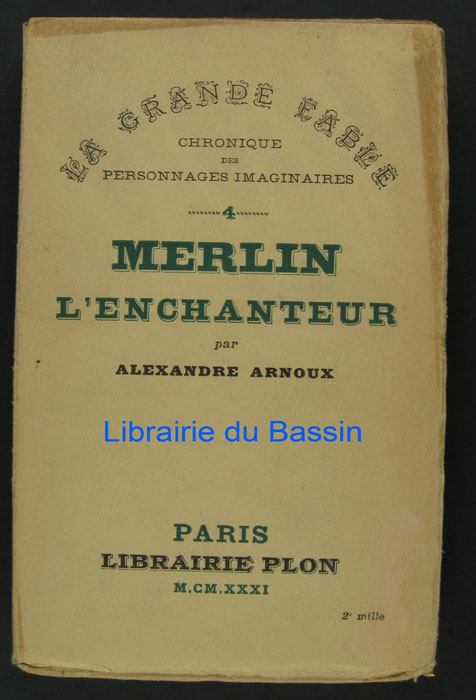 LA GRANDE FABLE
CHRONIQUE
DES
PERSONNAGES IMAGINAIRES
4
MERLIN
L'ENCHANTEUR
par
ALEXANDRE ARNOUX
Librairie du Bassin
PARIS
LIBRAIRIE PLON
M.CM.XXXI
2e mille